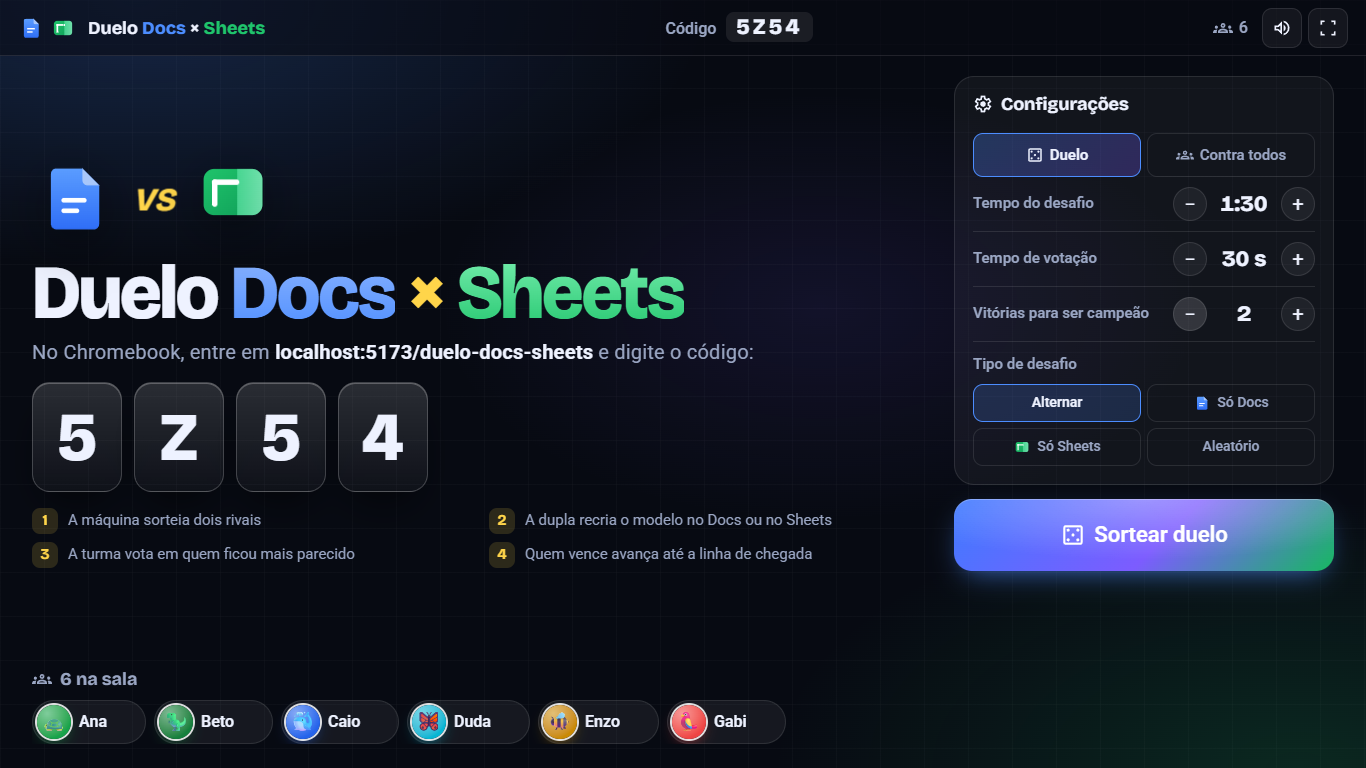 Duelo Docs × Sheets
Código 5Z54
6
VS
Duelo Docs × Sheets
No Chromebook, entre em localhost:5173/duelo-docs-sheets e digite o código:
5 Z 5 4
1 A máquina sorteia dois rivais
2 A dupla recria o modelo no Docs ou no Sheets
3 A turma vota em quem ficou mais parecido
4 Quem vence avança até a linha de chegada
6 na sala
Ana
Beto
Caio
Duda
Enzo
Gabi
Configurações
Duelo
Contra todos
Tempo do desafio − 1:30 +
Tempo de votação − 30 s +
Vitórias para ser campeão − 2 +
Tipo de desafio
Alternar
Só Docs
Só Sheets
Aleatório
Sortear duelo